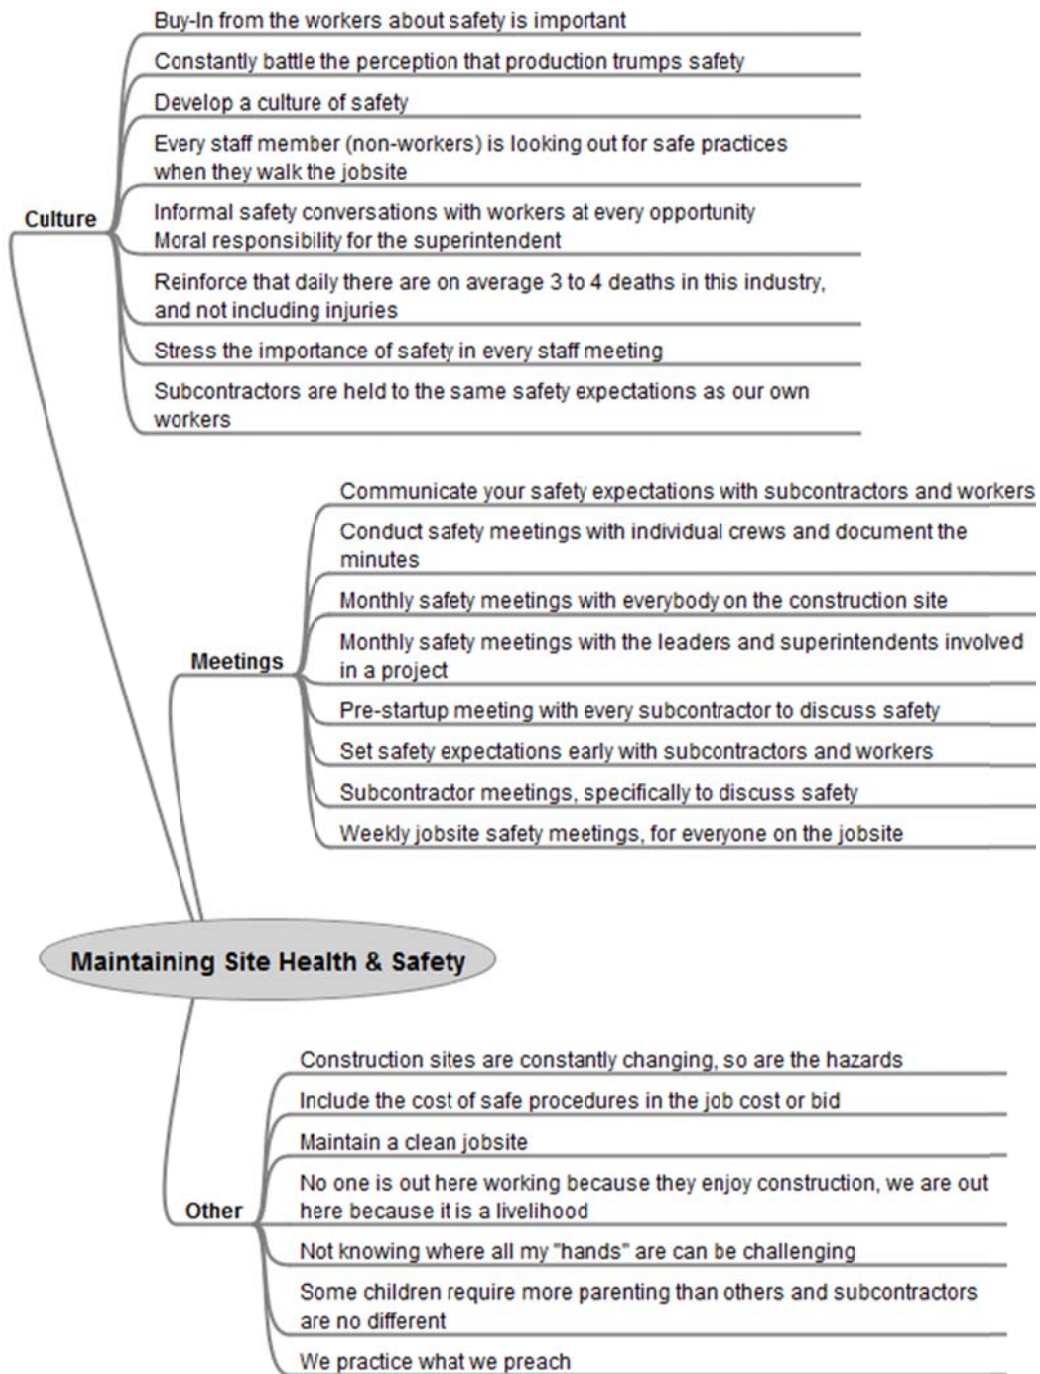 Buy-In from the workers about safety is important
Constantly battle the perception that production trumps safety
Develop a culture of safety
Every staff member (non-workers) is looking out for safe practices
when they walk the jobsite
Culture
Informal safety conversations with workers at every opportunity
Moral responsibility for the superintendent
Reinforce that daily there are on average 3 to 4 deaths in this industry,
and not including injuries
Stress the importance of safety in every staff meeting
Subcontractors are held to the same safety expectations as our own
workers
Communicate your safety expectations with subcontractors and workers
Conduct safety meetings with individual crews and document the
minutes
Monthly safety meetings with everybody on the construction site
Monthly safety meetings with the leaders and superintendents involved
in a project
Meetings
Pre-startup meeting with every subcontractor to discuss safety
Set safety expectations early with subcontractors and workers
Subcontractor meetings, specifically to discuss safety
Weekly jobsite safety meetings, for everyone on the jobsite
Maintaining Site Health & Safety
Construction sites are constantly changing, so are the hazards
Include the cost of safe procedures in the job cost or bid
Maintain a clean jobsite
No one is out here working because they enjoy construction, we are out
here because it is a livelihood
Other
Not knowing where all my "hands" are can be challenging
Some children require more parenting than others and subcontractors
are no different
We practice what we preach